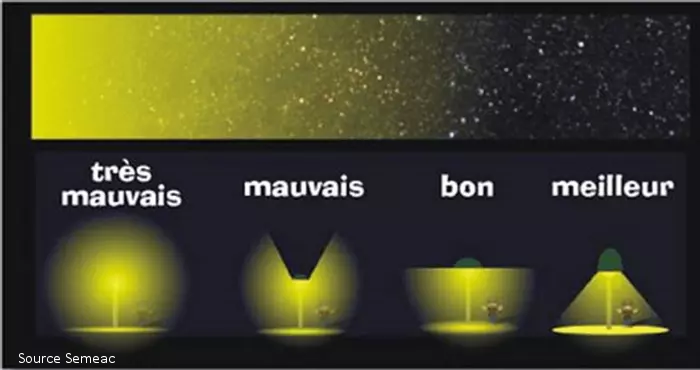 très
mauvais
mauvais
bon
meilleur
Source Semeac